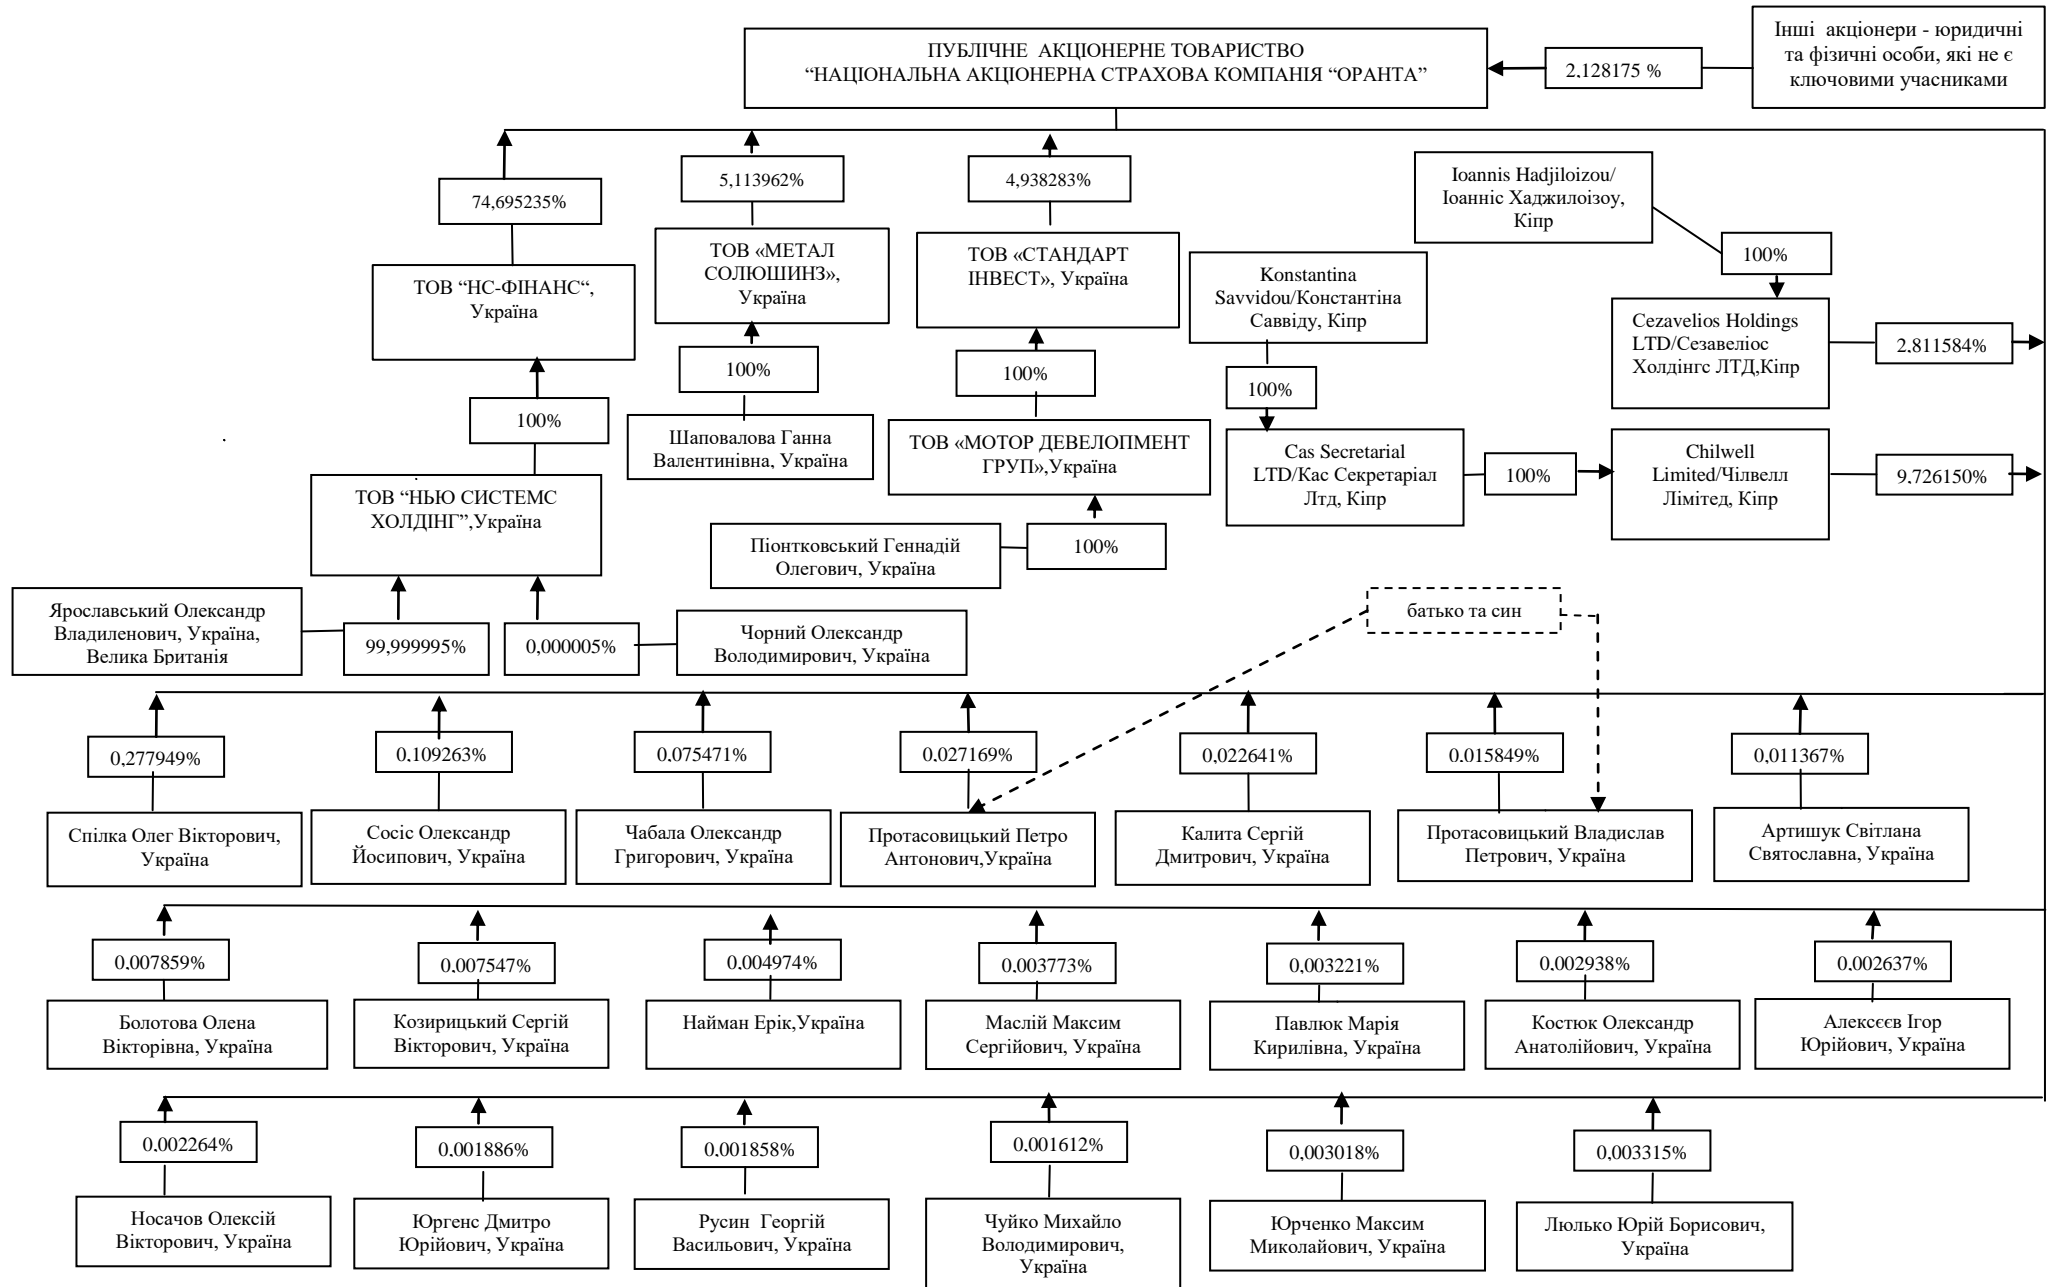 ПУБЛІЧНЕ АКЦІОНЕРНЕ ТОВАРИСТВО
“НАЦІОНАЛЬНА АКЦІОНЕРНА СТРАХОВА КОМПАНІЯ “ОРАНТА”
2,128175 %
Інші акціонери - юридичні
та фізичні особи, які не є
ключовими учасниками
74,695235%
5,113962%
4,938283%
Ioannis Hadjiloizou/
Іоанніс Хаджилоізоу,
Кіпр
100%
ТОВ “НС-ФІНАНС“,
Україна
ТОВ «МЕТАЛ
СОЛЮШИНЗ»,
Україна
ТОВ «СТАНДАРТ
ІНВЕСТ», Україна
Konstantina
Savvidou/Константіна
Саввіду, Кіпр
Cezavelios Holdings
LTD/Сезавеліос
Холдінгс ЛТД,Кіпр
2,811584%
100%
100%
100%
100%
Шаповалова Ганна
Валентинівна, Україна
ТОВ «МОТОР ДЕВЕЛОПМЕНТ
ГРУП»,Україна
Cas Secretarial
LTD/Кас Секретаріал
Лтд, Кіпр
100%
Chilwell
Limited/Чілвелл
Лімітед, Кіпр
9,726150%
ТОВ “НЬЮ СИСТЕМС
ХОЛДІНГ”,Україна
Піонтковський Геннадій
Олегович, Україна
100%
Ярославський Олександр
Владиленович, Україна,
Велика Британія
99,999995%
0,000005%
Чорний Олександр
Володимирович, Україна
батько та син
0,277949%
0,109263%
0,075471%
0,027169%
0,022641%
0,015849%
0,011367%
Спілка Олег Вікторович,
Україна
Сосіс Олександр
Йосипович, Україна
Чабала Олександр
Григорович, Україна
Протасовицький Петро
Антонович,Україна
Калита Сергій
Дмитрович, Україна
Протасовицький Владислав
Петрович, Україна
Артишук Світлана
Святославна, Україна
0,007859%
0,007547%
0,004974%
0,003773%
0,003221%
0,002938%
0,002637%
Болотова Олена
Вікторівна, Україна
Козирицький Сергій
Вікторович, Україна
Найман Ерік,Україна
Маслій Максим
Сергійович, Україна
Павлюк Марія
Кирилівна, Україна
Костюк Олександр
Анатолійович, Україна
Алексєєв Ігор
Юрійович, Україна
0,002264%
0,001886%
0,001858%
0,001612%
0,003018%
0,003315%
Носачов Олексій
Вікторович, Україна
Юргенс Дмитро
Юрійович, Україна
Русин Георгій
Васильович, Україна
Чуйко Михайло
Володимирович,
Україна
Юрченко Максим
Миколайович, Україна
Люлько Юрій Борисович,
Україна